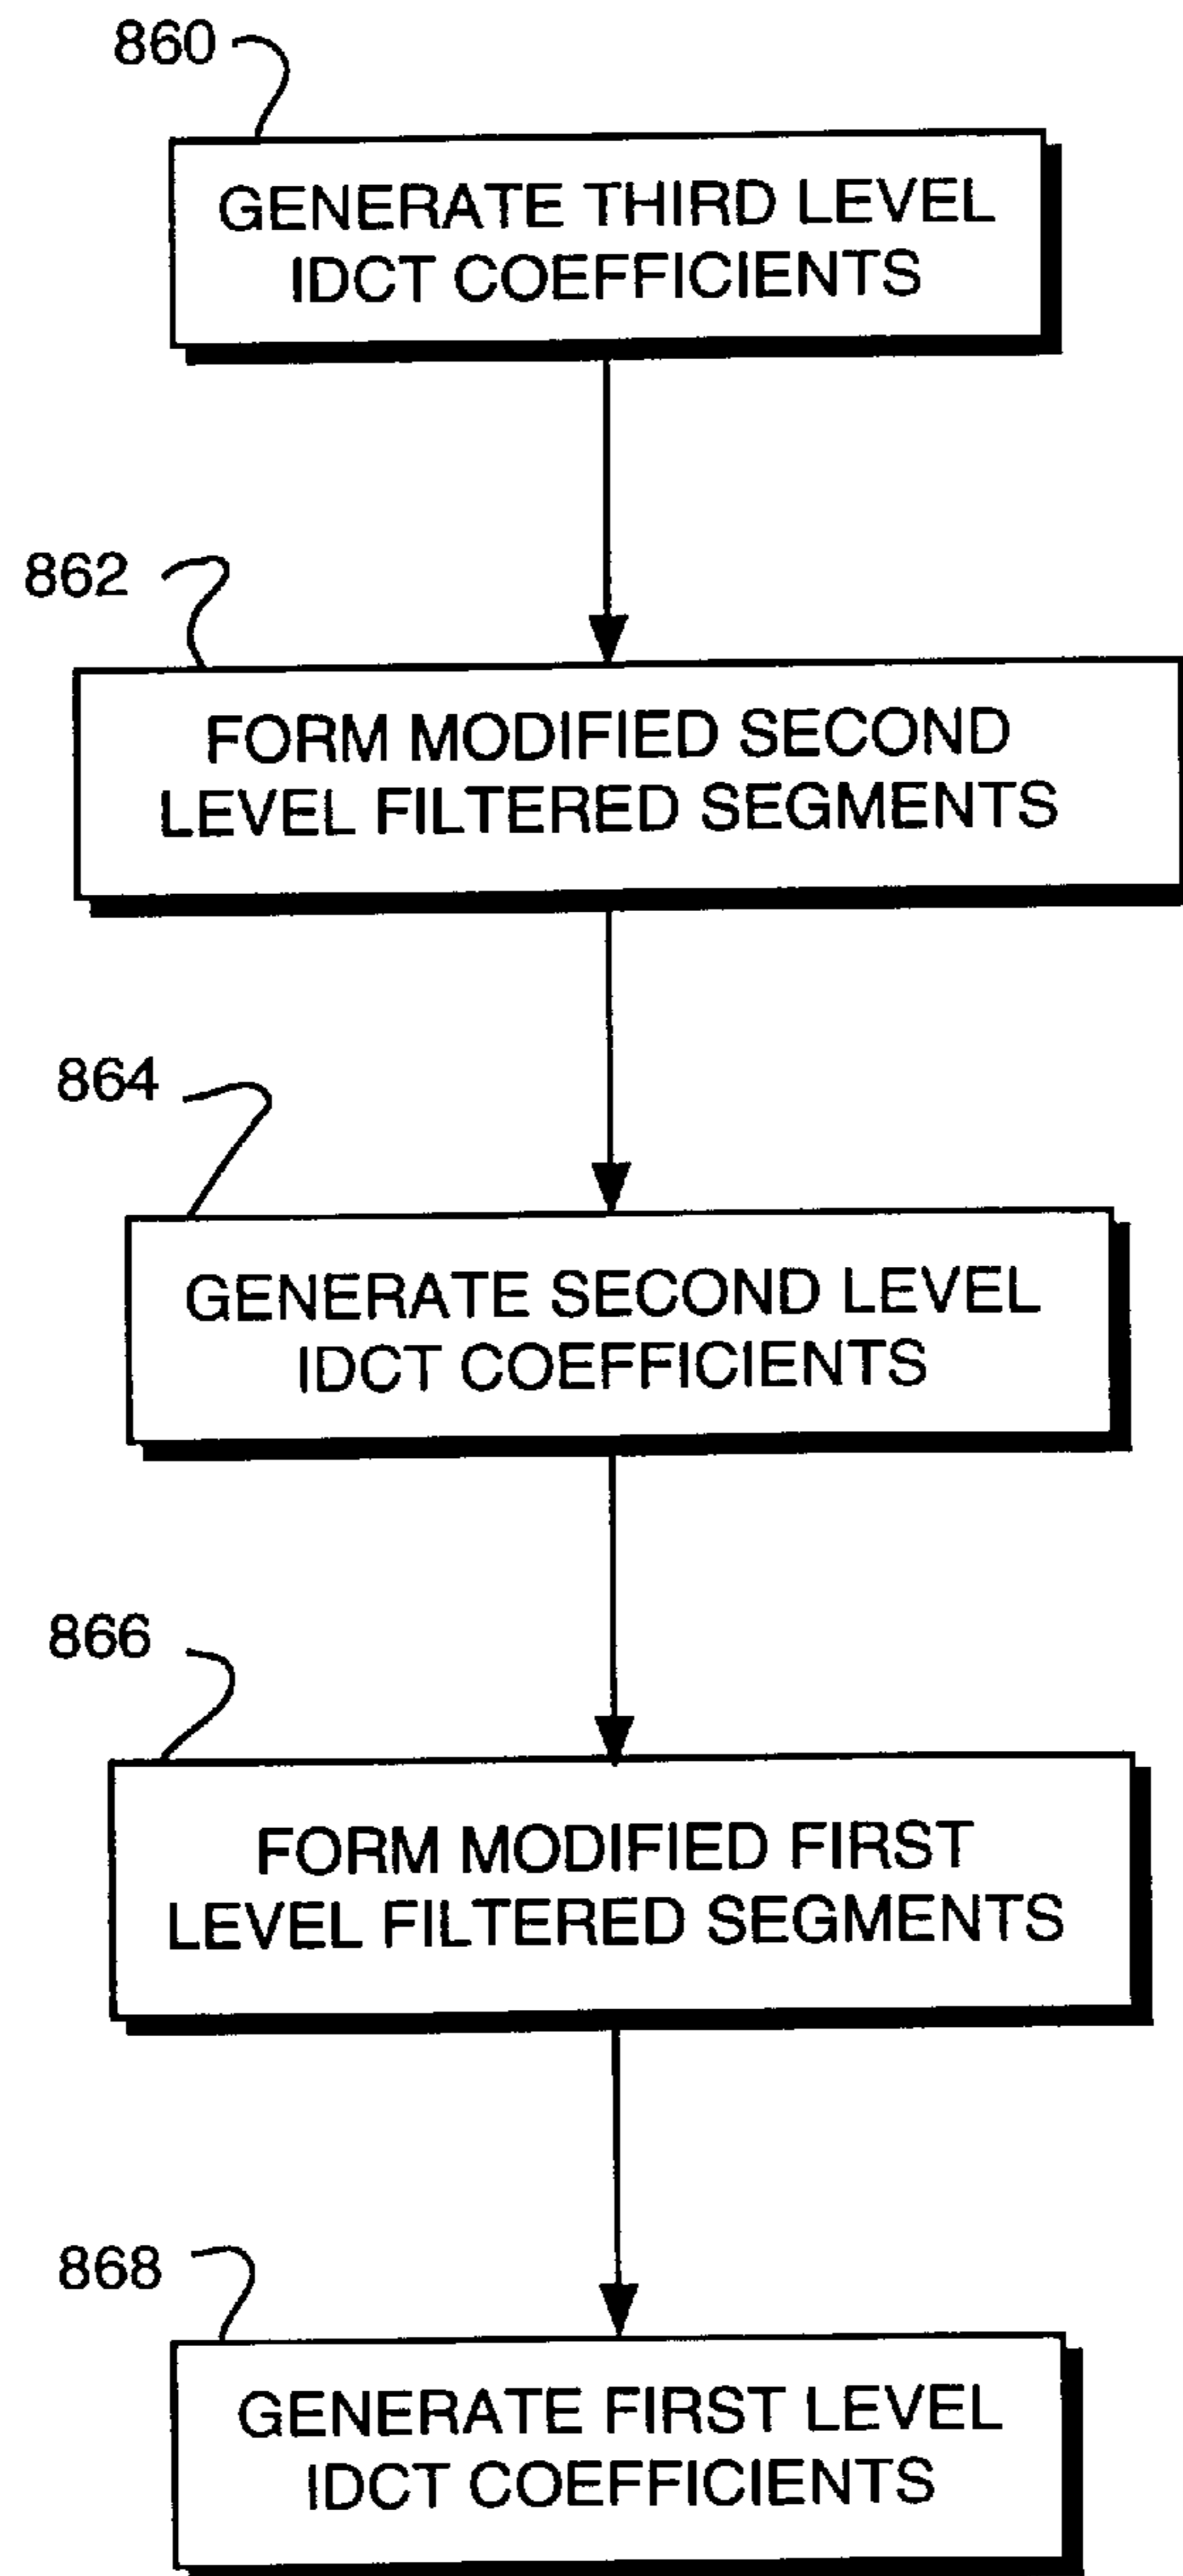 860
GENERATE THIRD LEVEL
IDCT COEFFICIENTS
862
FORM MODIFIED SECOND
LEVEL FILTERED SEGMENTS
864
GENERATE SECOND LEVEL
IDCT COEFFICIENTS
866
FORM MODIFIED FIRST
LEVEL FILTERED SEGMENTS
868
GENERATE FIRST LEVEL
IDCT COEFFICIENTS